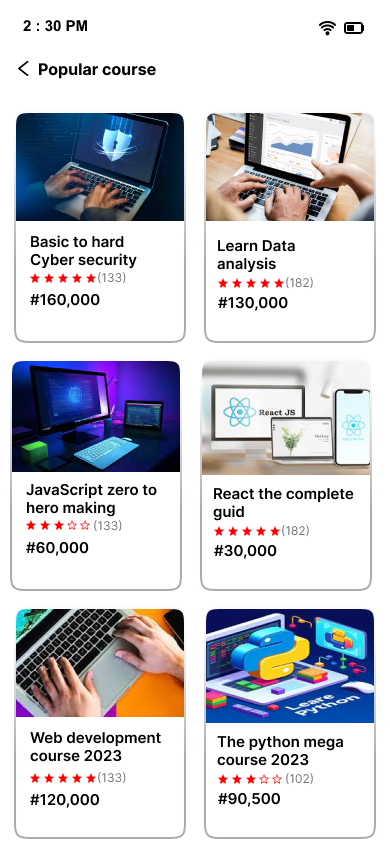 2 : 30 PM
Popular course
Basic to hard
Cyber security
(133)
#160,000
Learn Data
analysis
(182)
#130,000
JavaScript zero to
hero making
(133)
#60,000
React JS
React the complete
guid
(182)
#30,000
Web development
course 2023
(133)
#120,000
Learn
Python
The python mega
course 2023
(102)
#90,500